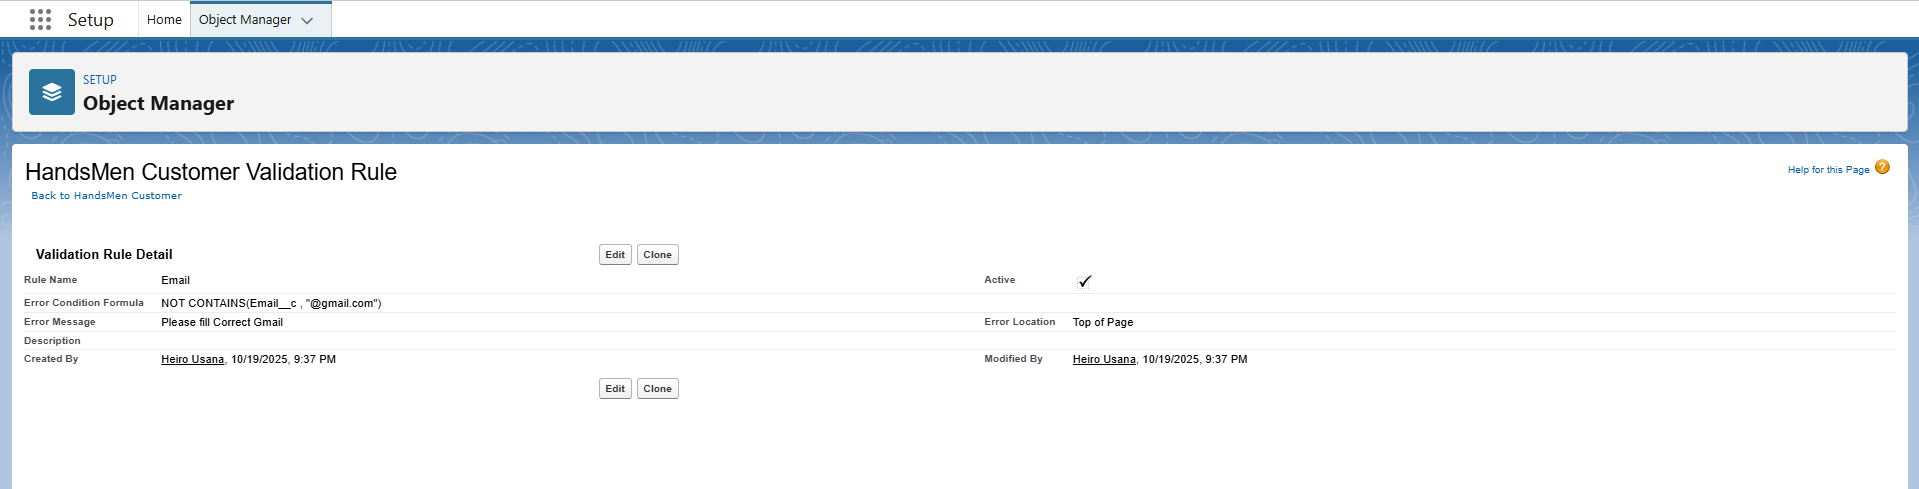 Setup Home Object Manager
SETUP
Object Manager
HandsMen Customer Validation Rule
Help for this Page ?
Back to HandsMen Customer
Validation Rule Detail Edit Clone
Rule Name Email Active
Error Condition Formula NOT CONTAINS(Email__c , "@gmail.com")
Error Message Please fill Correct Gmail Error Location Top of Page
Description
Created By Heiro Usana, 10/19/2025, 9:37 PM Modified By Heiro Usana, 10/19/2025, 9:37 PM
Edit Clone